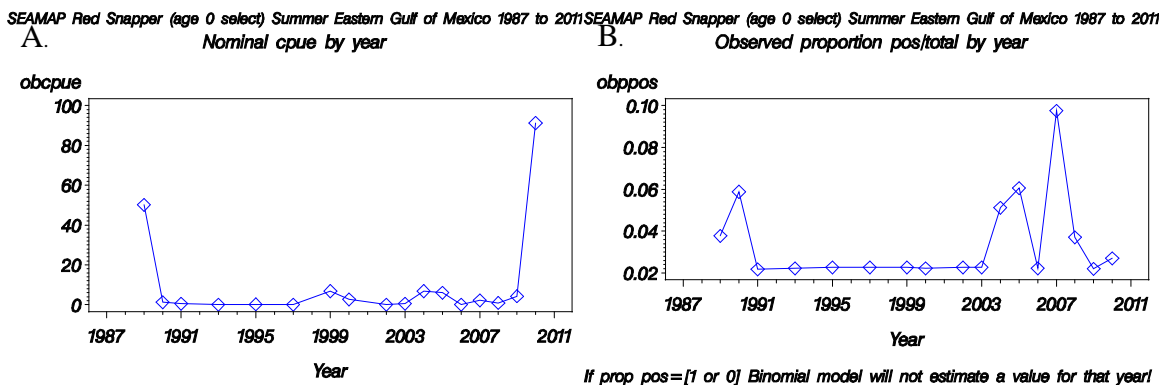 SEAMAP Red Snapper (age 0 select) Summer Eastern Gulf of Mexico 1987 to 2011
A.
Nominal cpue by year
obcpue
100
80
60
40
20
0
1987 1991 1995 1999 2003 2007 2011
Year
SEAMAP Red Snapper (age 0 select) Summer Eastern Gulf of Mexico 1987 to 2011
B.
Observed proportion pos/total by year
obppos
0.10
0.08
0.06
0.04
0.02
1987 1991 1995 1999 2003 2007 2011
Year
If prop pos=[1 or 0] Binomial model will not estimate a value for that year!